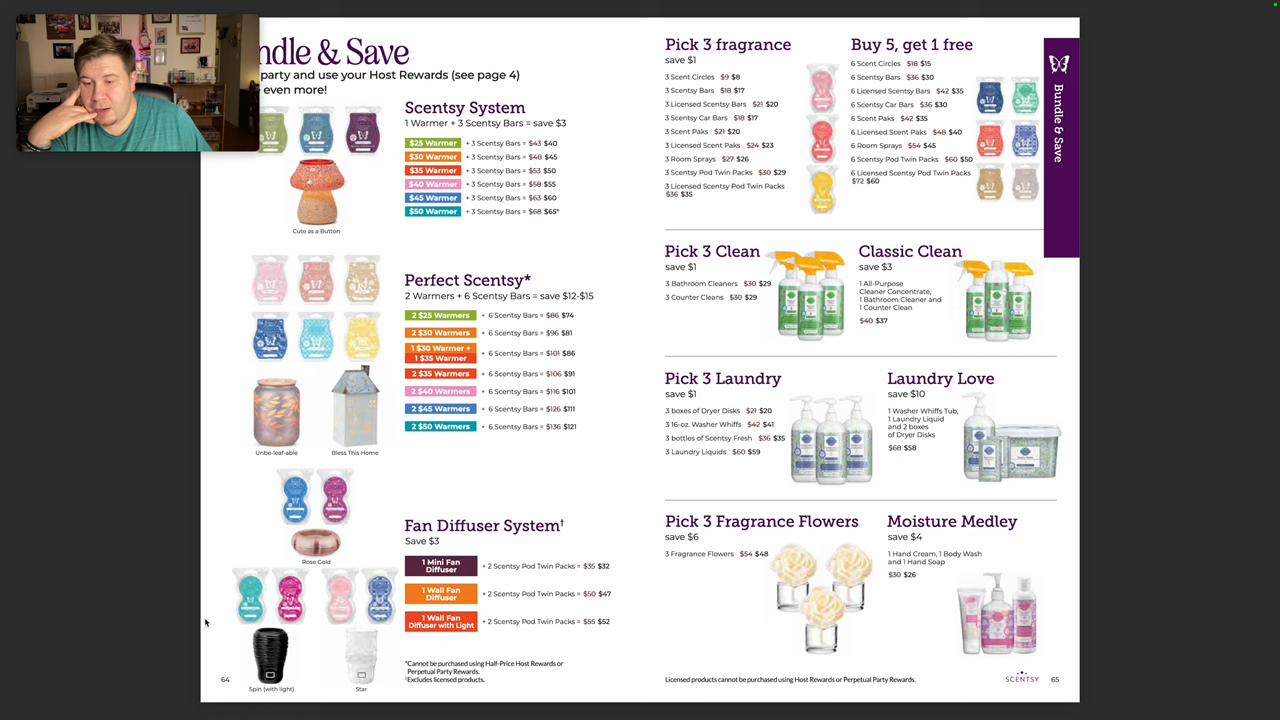 ndle & Save
party and use your Host Rewards (see page 4)
even more!
Scentsy System
1 Warmer + 3 Scentsy Bars = save $3
$25 Warmer + 3 Scentsy Bars = $43 $40
$30 Warmer + 3 Scentsy Bars = $48 $45
$35 Warmer + 3 Scentsy Bars = $53 $50
$40 Warmer + 3 Scentsy Bars = $58 $55
$45 Warmer + 3 Scentsy Bars = $63 $60
$50 Warmer + 3 Scentsy Bars = $68 $65*
Cute as a Button
Perfect Scentsy*
2 Warmers + 6 Scentsy Bars = save $12-$15
2 $25 Warmers + 6 Scentsy Bars = $86 $74
2 $30 Warmers + 6 Scentsy Bars = $96 $81
1 $30 Warmer +
1 $35 Warmer + 6 Scentsy Bars = $101 $86
2 $35 Warmers + 6 Scentsy Bars = $106 $91
2 $40 Warmers + 6 Scentsy Bars = $116 $101
2 $45 Warmers + 6 Scentsy Bars = $126 $111
2 $50 Warmers + 6 Scentsy Bars = $136 $121
Unbe-leaf-able
Bless This Home
Rose Gold
Fan Diffuser System†
Save $3
1 Mini Fan
Diffuser + 2 Scentsy Pod Twin Packs = $35 $32
1 Wall Fan
Diffuser + 2 Scentsy Pod Twin Packs = $50 $47
1 Wall Fan
Diffuser with Light + 2 Scentsy Pod Twin Packs = $55 $52
Spin (with light)
Star
*Cannot be purchased using Half-Price Host Rewards or
Perpetual Party Rewards.
†Excludes licensed products.
64
Pick 3 fragrance
save $1
3 Scent Circles $9 $8
3 Scentsy Bars $18 $17
3 Licensed Scentsy Bars $21 $20
3 Scentsy Car Bars $18 $17
3 Scent Paks $21 $20
3 Licensed Scent Paks $24 $23
3 Room Sprays $27 $26
3 Scentsy Pod Twin Packs $30 $29
3 Licensed Scentsy Pod Twin Packs
$36 $35
Buy 5, get 1 free
6 Scent Circles $18 $15
6 Scentsy Bars $36 $30
6 Licensed Scentsy Bars $42 $35
6 Scentsy Car Bars $36 $30
6 Scent Paks $42 $35
6 Licensed Scent Paks $48 $40
6 Room Sprays $54 $45
6 Scentsy Pod Twin Packs $60 $50
6 Licensed Scentsy Pod Twin Packs
$72 $60
Bundle & Save
Pick 3 Clean
save $1
3 Bathroom Cleaners $30 $29
3 Counter Cleans $30 $29
Classic Clean
save $3
1 All-Purpose
Cleaner Concentrate,
1 Bathroom Cleaner and
1 Counter Clean
$40 $37
Pick 3 Laundry
save $1
3 boxes of Dryer Disks $21 $20
3 16-oz. Washer Whiffs $42 $41
3 bottles of Scentsy Fresh $36 $35
3 Laundry Liquids $60 $59
Laundry Love
save $10
1 Washer Whiffs Tub,
1 Laundry Liquid
and 2 boxes
of Dryer Disks
$68 $58
Pick 3 Fragrance Flowers
save $6
3 Fragrance Flowers $54 $48
Moisture Medley
save $4
1 Hand Cream, 1 Body Wash
and 1 Hand Soap
$30 $26
Licensed products cannot be purchased using Host Rewards or Perpetual Party Rewards.
SCENTSY
65